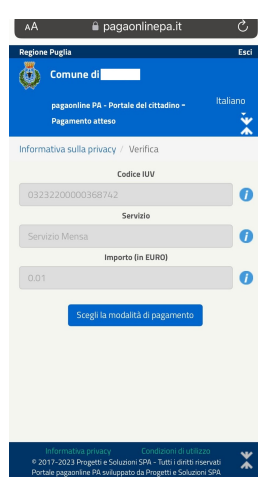 AA pagaonlinepa.it
Regione Puglia Esci
Comune di
pagaonline PA - Portale del cittadino -
Pagamento atteso
Italiano
Informativa sulla privacy / Verifica
Codice IUV
03232200000368742
Servizio
Servizio Mensa
Importo (in EURO)
0.01
Scegli la modalità di pagamento
Informativa privacy Condizioni di utilizzo
© 2017-2023 Progetti e Soluzioni SPA - Tutti i diritti riservati
Portale pagaonline PA sviluppato da Progetti e Soluzioni SPA